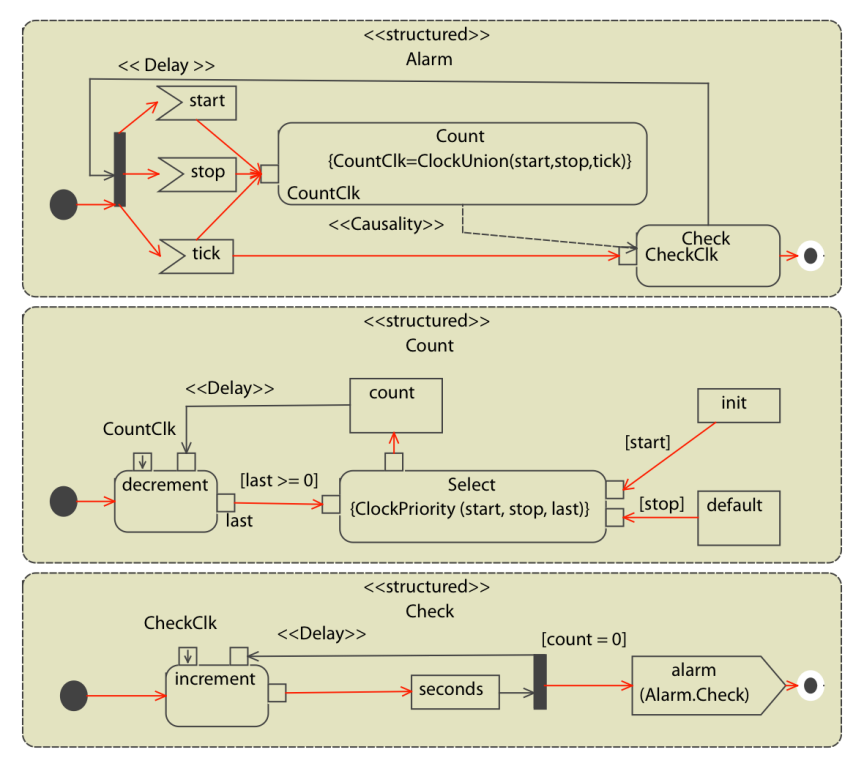 <<structured>>
Alarm
<< Delay >>
start
stop
tick
Count
{CountClk=ClockUnion(start,stop,tick)}
CountClk
<<Causality>>
Check
CheckClk
<<structured>>
Count
<<Delay>>
count
init
CountClk
[start]
decrement
[last >= 0]
last
Select
{ClockPriority (start, stop, last)}
[stop]
default
<<structured>>
Check
CheckClk
<<Delay>>
[count = 0]
increment
seconds
alarm
(Alarm.Check)